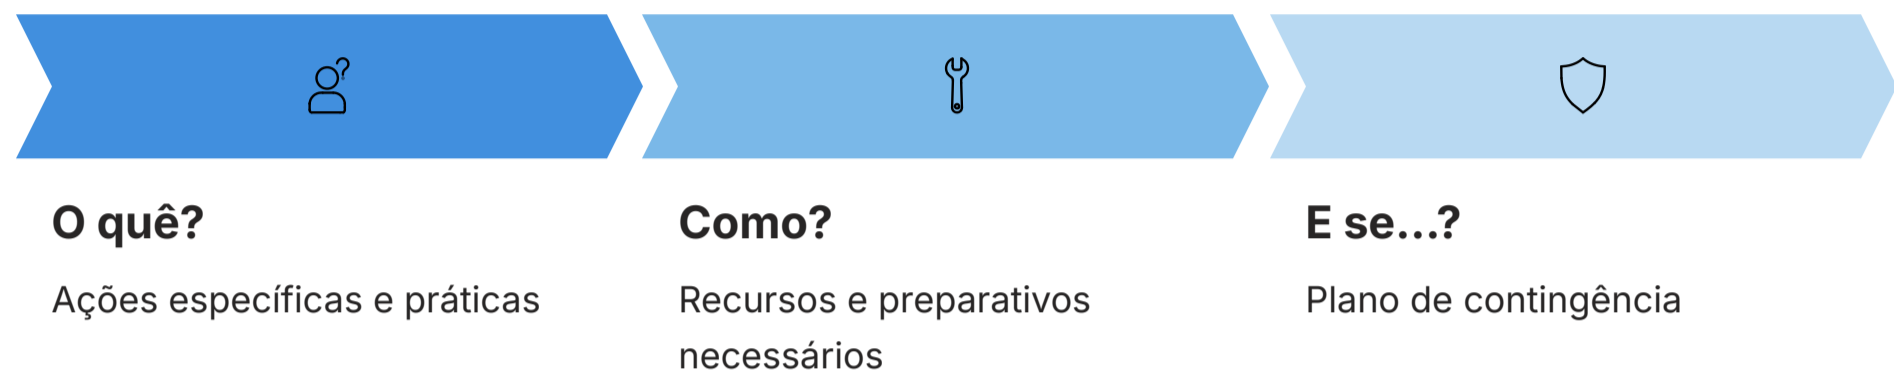 O quê?
Ações específicas e práticas
Como?
Recursos e preparativos
necessários
E se...?
Plano de contingência